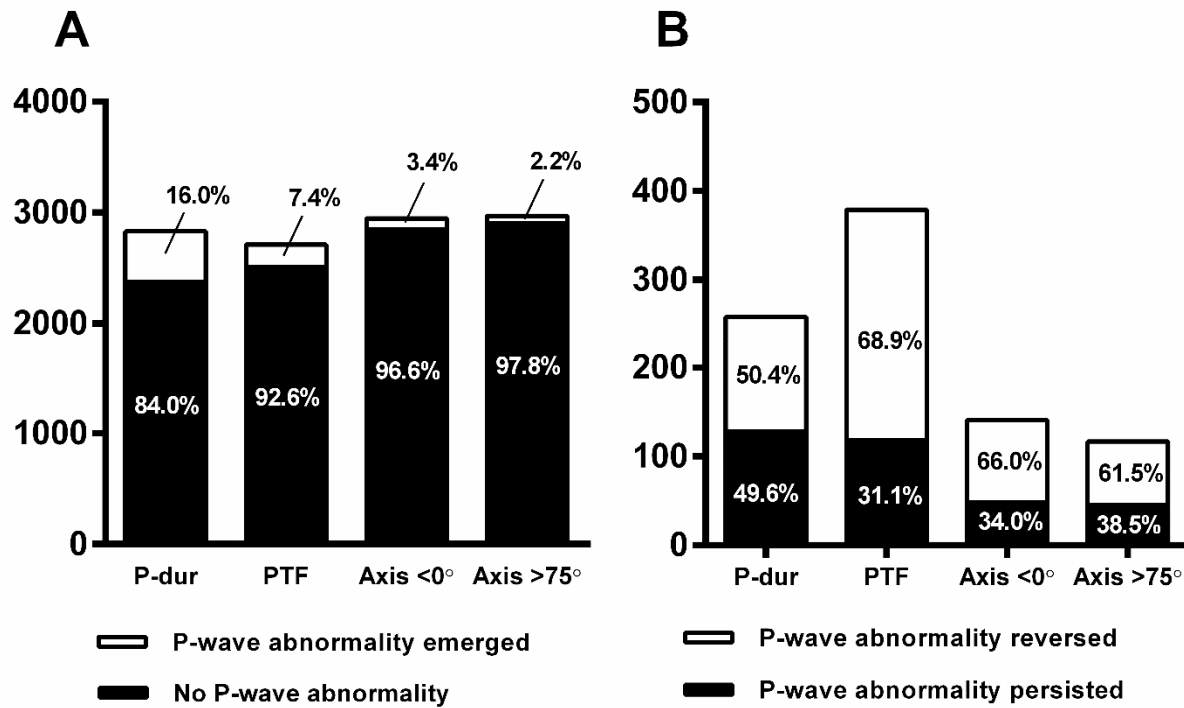 A
4000
3000
2000
1000
0
16.0%
7.4%
3.4%
2.2%
84.0%
92.6%
96.6%
97.8%
P-dur
PTF
Axis <0°
Axis >75°
P-wave abnormality emerged
No P-wave abnormality
B
500
400
300
200
100
0
50.4%
68.9%
66.0%
61.5%
49.6%
31.1%
34.0%
38.5%
P-dur
PTF
Axis <0°
Axis >75°
P-wave abnormality reversed
P-wave abnormality persisted